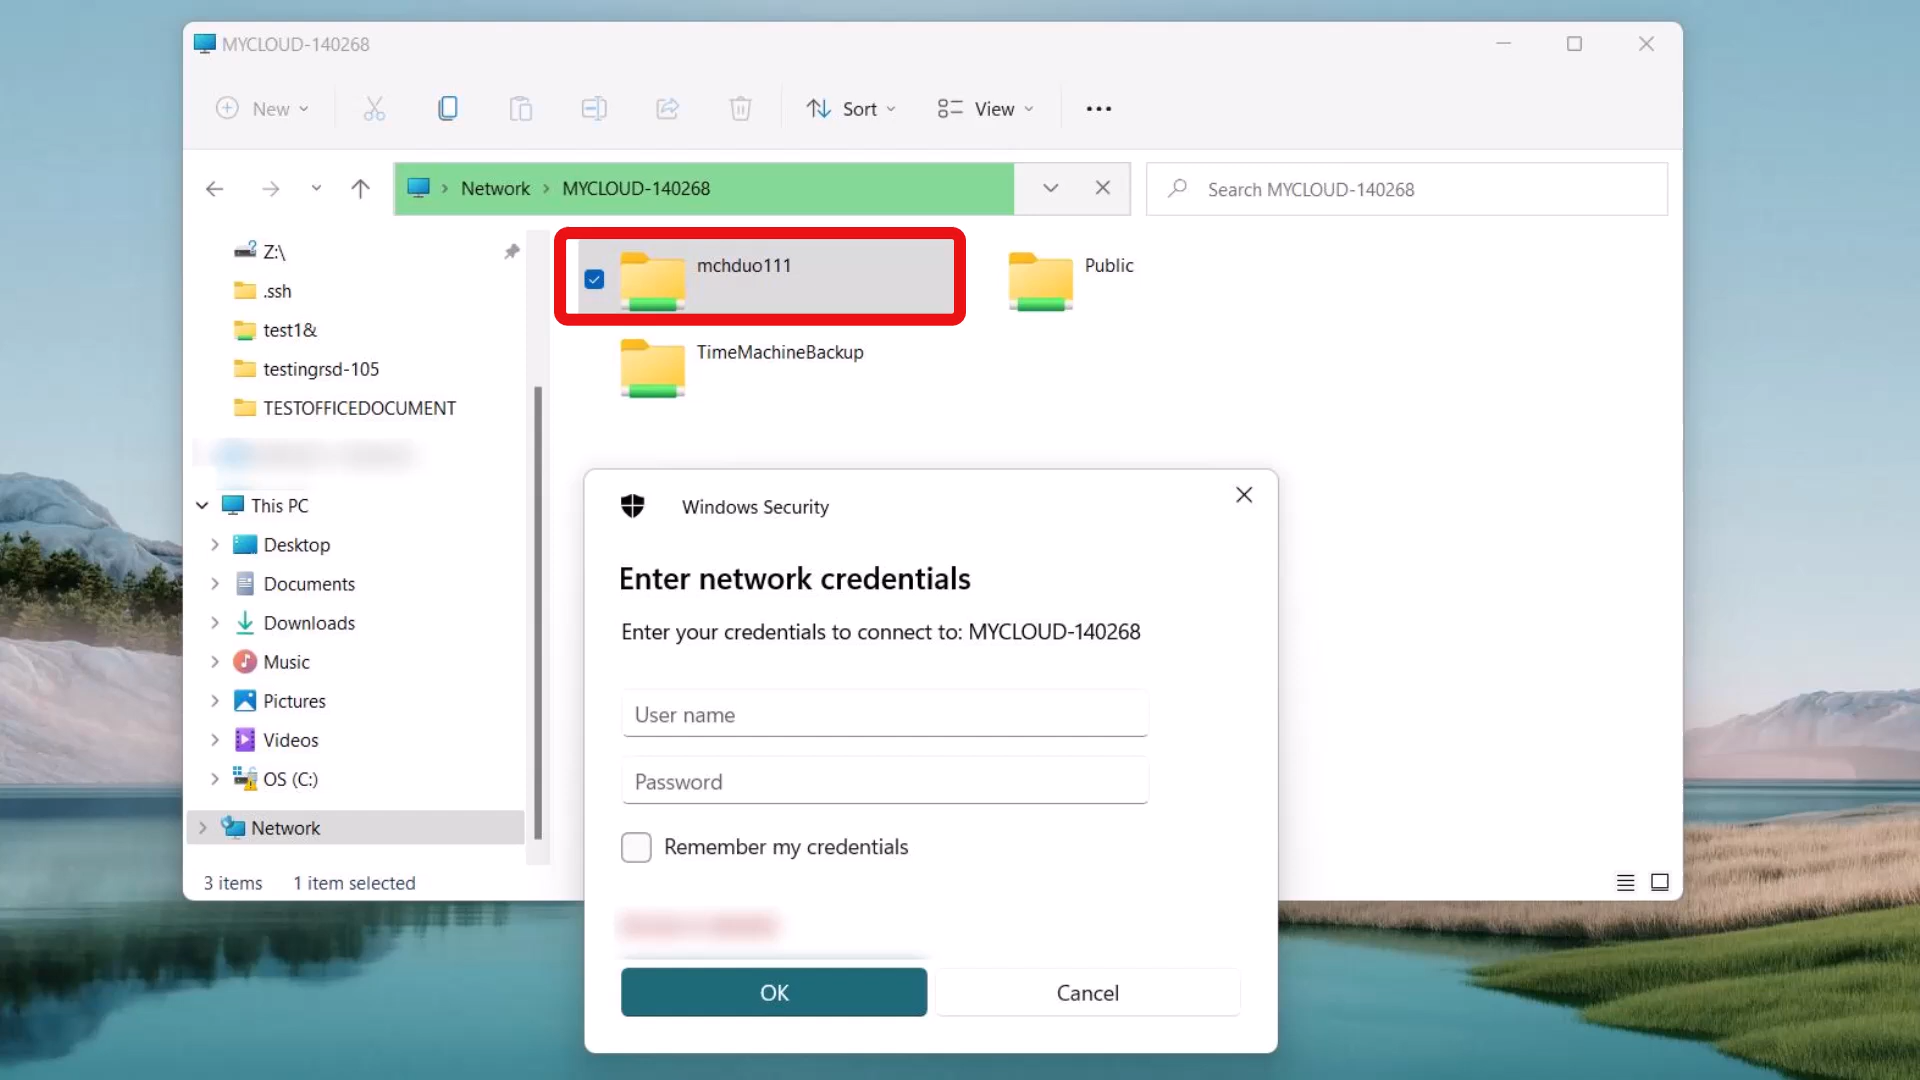 MYCLOUD-140268
New
Sort
View
Network
MYCLOUD-140268
Search MYCLOUD-140268
Z:\
.ssh
test1&
testingrsd-105
TESTOFFICEDOCUMENT
This PC
Desktop
Documents
Downloads
Music
Pictures
Videos
OS (C:)
Network
3 items
1 item selected
mchduo111
Public
TimeMachineBackup
Windows Security
Enter network credentials
Enter your credentials to connect to: MYCLOUD-140268
User name
Password
Remember my credentials
OK
Cancel